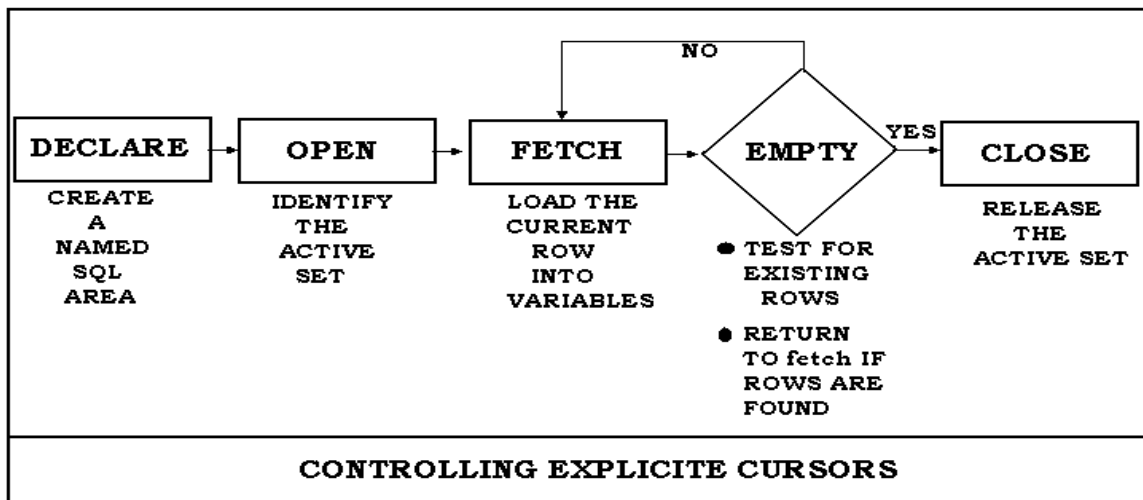 NO
DECLARE
OPEN
FETCH
EMPTY
YES
CLOSE
CREATE
A
NAMED
SQL
AREA
IDENTIFY
THE
ACTIVE
SET
LOAD THE
CURRENT
ROW
INTO
VARIABLES
● TEST FOR
EXISTING
ROWS
● RETURN
TO fetch IF
ROWS ARE
FOUND
RELEASE
THE
ACTIVE SET
CONTROLLING EXPLICITE CURSORS